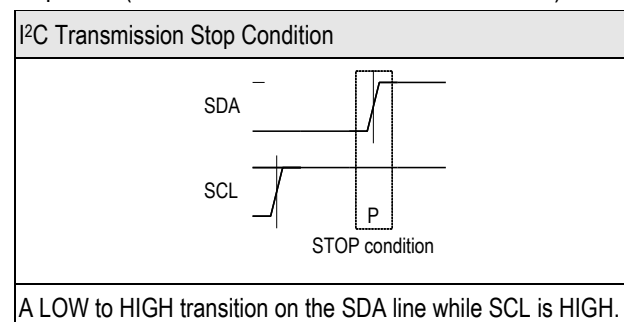 I²C Transmission Stop Condition
SDA
SCL
P
STOP condition
A LOW to HIGH transition on the SDA line while SCL is HIGH.